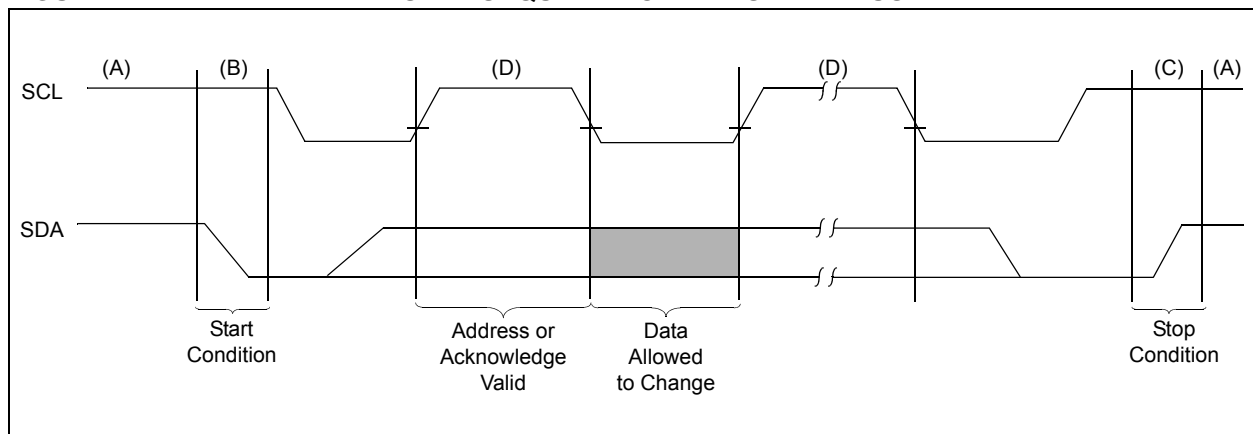 (A) (B) (D) (D) (C) (A)
SCL
SDA
Start
Condition
Address or
Acknowledge
Valid
Data
Allowed
to Change
Stop
Condition